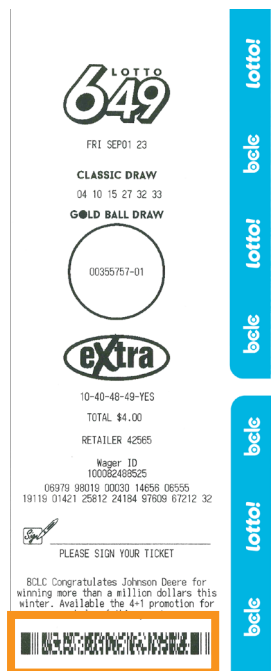 LOTTO
649
FRI SEP01 23
CLASSIC DRAW
04 10 15 27 32 33
GOLD BALL DRAW
00355757-01
eXtra
10-40-48-49-YES
TOTAL $4.00
RETAILER 42565
Wager ID
100082488525
06979 98019 00030 14656 06555
19119 01421 25812 24184 97609 67212 32
Sign
PLEASE SIGN YOUR TICKET
BCLC Congratulates Johnson Deere for
winning more than a million dollars this
winter. Available the 4+1 promotion for
lotto!
bclc
lotto!
bclc
bclc
lotto!
bclc